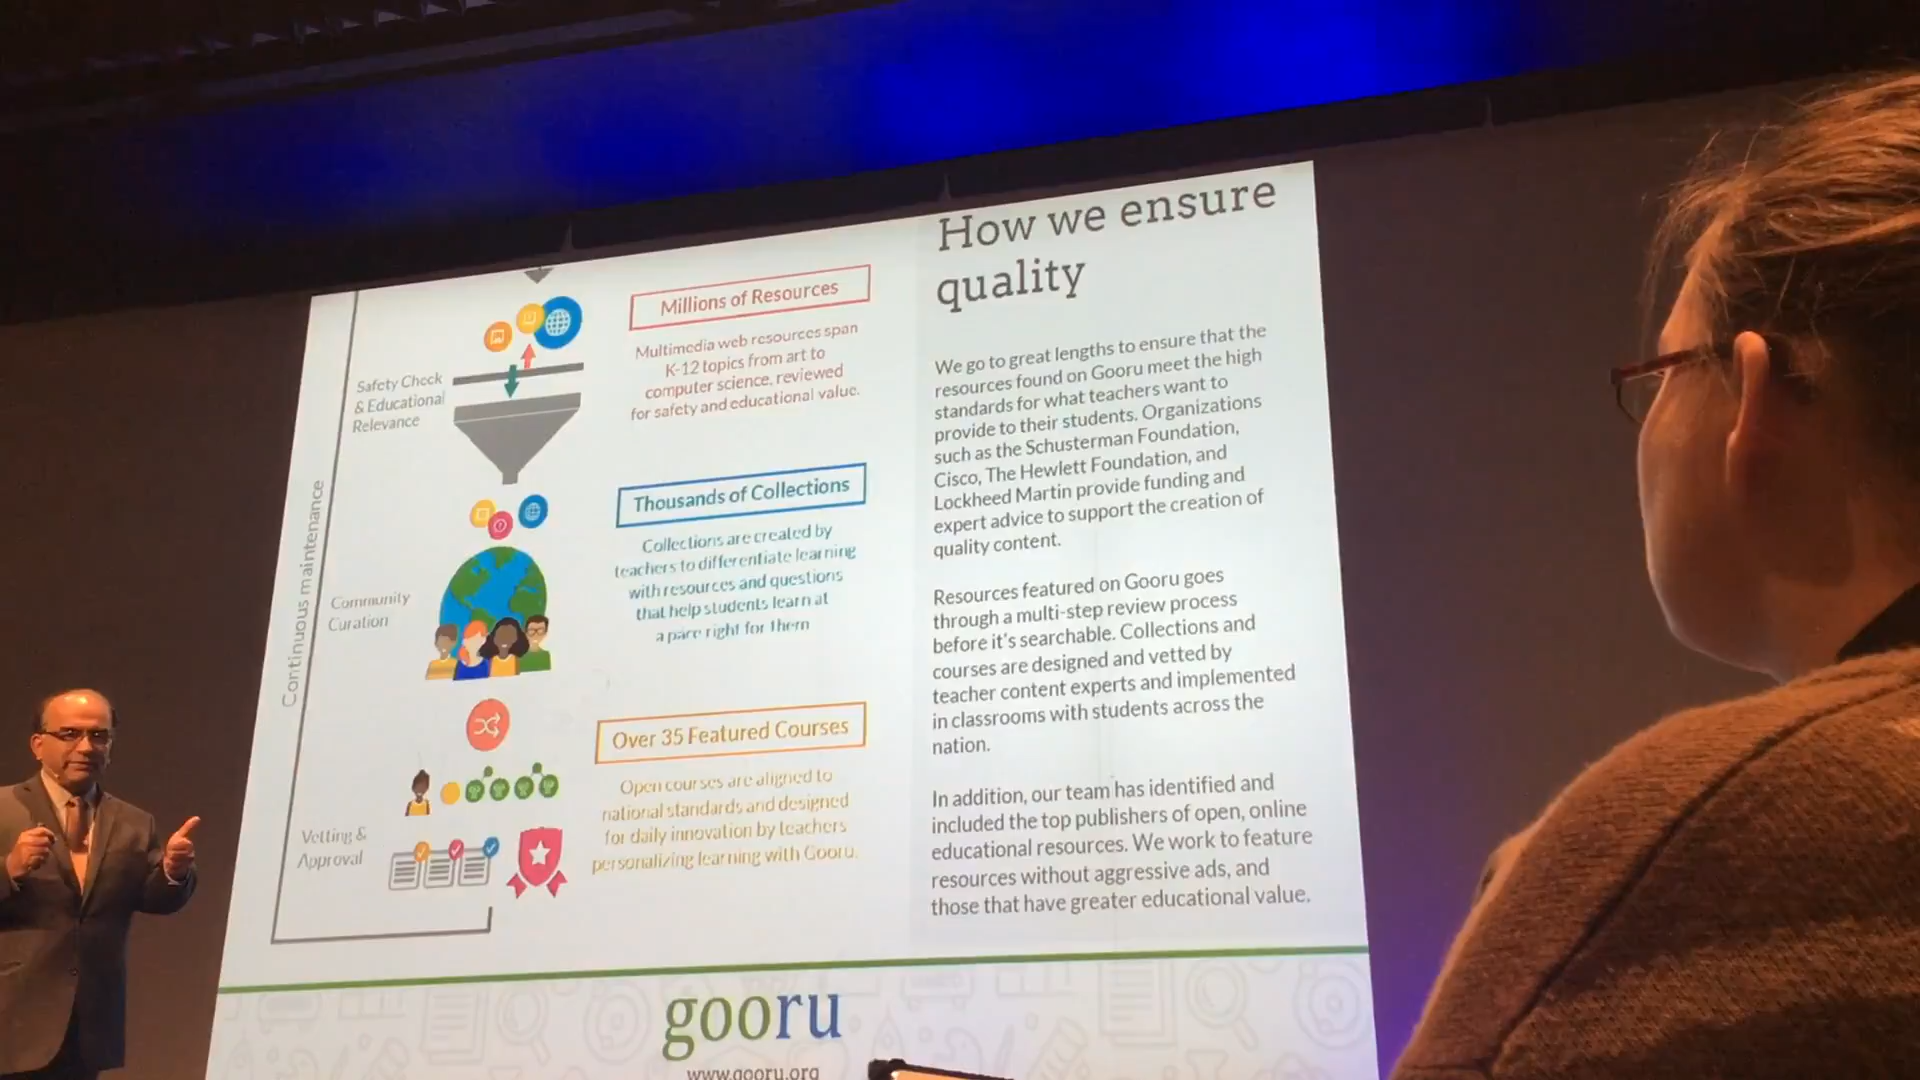 How we ensure
quality
Millions of Resources
Multimedia web resources span
K-12 topics from art to
computer science, reviewed
for safety and educational value.
Safety Check
& Educational
Relevance
Thousands of Collections
Collections are created by
teachers to differentiate learning
with resources and questions
that help students learn at
a pace right for them
Continuous maintenance
Community
Curation
Over 35 Featured Courses
Open courses are aligned to
national standards and designed
for daily innovation by teachers
personalizing learning with Gooru.
Vetting &
Approval
We go to great lengths to ensure that the
resources found on Gooru meet the high
standards for what teachers want to
provide to their students. Organizations
such as the Schusterman Foundation,
Cisco, The Hewlett Foundation, and
Lockheed Martin provide funding and
expert advice to support the creation of
quality content.
Resources featured on Gooru goes
through a multi-step review process
before it's searchable. Collections and
courses are designed and vetted by
teacher content experts and implemented
in classrooms with students across the
nation.
In addition, our team has identified and
included the top publishers of open, online
educational resources. We work to feature
resources without aggressive ads, and
those that have greater educational value.
gooru
www.gooru.org